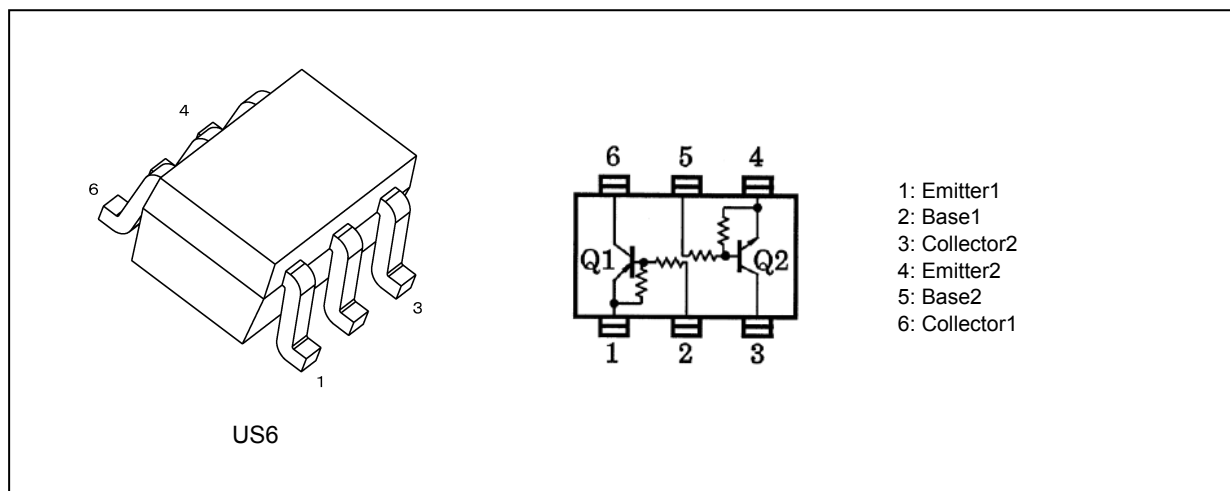 4
6
3
1
US6
6 5 4
Q1 Q2
1 2 3
1: Emitter1
2: Base1
3: Collector2
4: Emitter2
5: Base2
6: Collector1